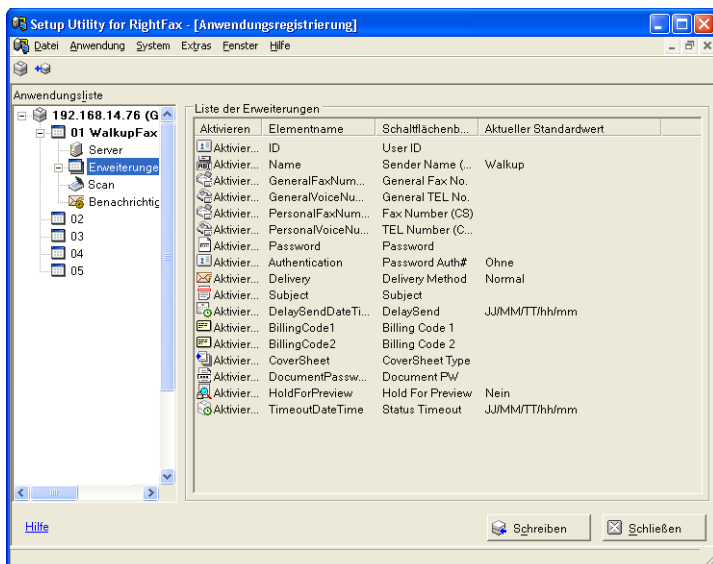 Setup Utility for RightFax - [Anwendungsregistrierung]
Datei Anwendung System Extras Fenster Hilfe
Anwendungsliste
192.168.14.76 (G
01 WalkupFax
Server
Erweiterunge
Scan
Benachrichtig
02
03
04
05
Liste der Erweiterungen
Aktivieren Elementname Schaltflächenb... Aktueller Standardwert
Aktivier... ID User ID
Aktivier... Name Sender Name (... Walkup
Aktivier... GeneralFaxNum... General Fax No.
Aktivier... GeneralVoiceNu... General TEL No.
Aktivier... PersonalFaxNum... Fax Number (CS)
Aktivier... PersonalVoiceNu... TEL Number (C...
Aktivier... Password Password
Aktivier... Authentication Password Auth# Ohne
Aktivier... Delivery Delivery Method Normal
Aktivier... Subject Subject
Aktivier... DelaySendDateTi... DelaySend JJ/MM/TT/hh/mm
Aktivier... BillingCode1 Billing Code 1
Aktivier... BillingCode2 Billing Code 2
Aktivier... CoverSheet CoverSheet Type
Aktivier... DocumentPassw... Document PW
Aktivier... HoldForPreview Hold For Preview Nein
Aktivier... TimeoutDateTime Status Timeout JJ/MM/TT/hh/mm
Hilfe
Schreiben
Schließen